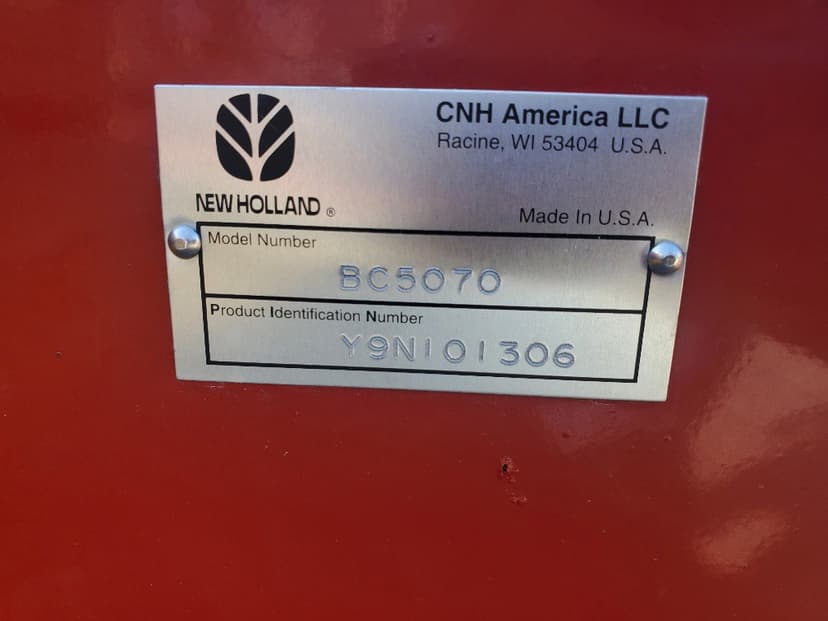 CNH America LLC
Racine, WI 53404 U.S.A.
NEW HOLLAND ®
Made In U.S.A.
Model Number
BC5070
Product Identification Number
Y9N101306